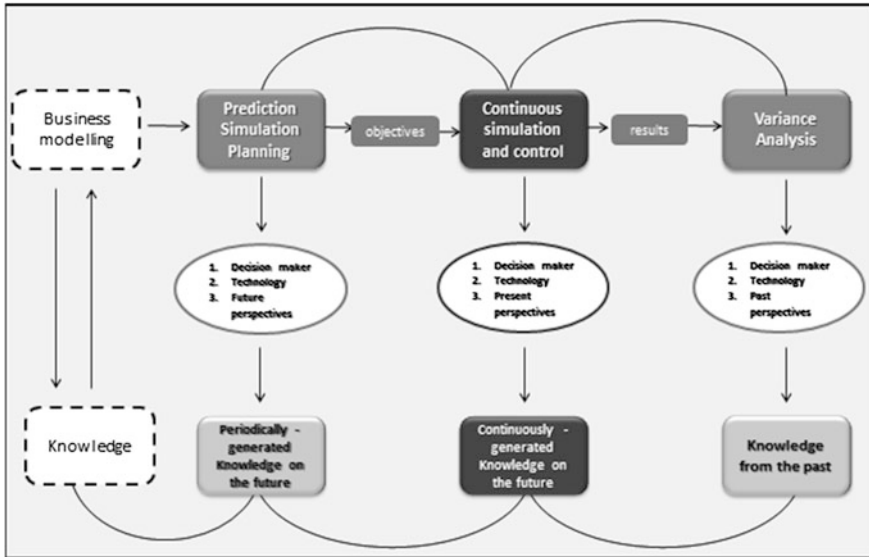 Business
modelling
Prediction
Simulation
Planning
objectives
Continuous
simulation
and control
results
Variance
Analysis
1. Decision maker
2. Technology
3. Future
perspectives
1. Decision maker
2. Technology
3. Present
perspectives
1. Decision maker
2. Technology
3. Past
perspectives
Knowledge
Periodically -
generated
Knowledge on
the future
Continuously -
generated
Knowledge on
the future
Knowledge
from the past